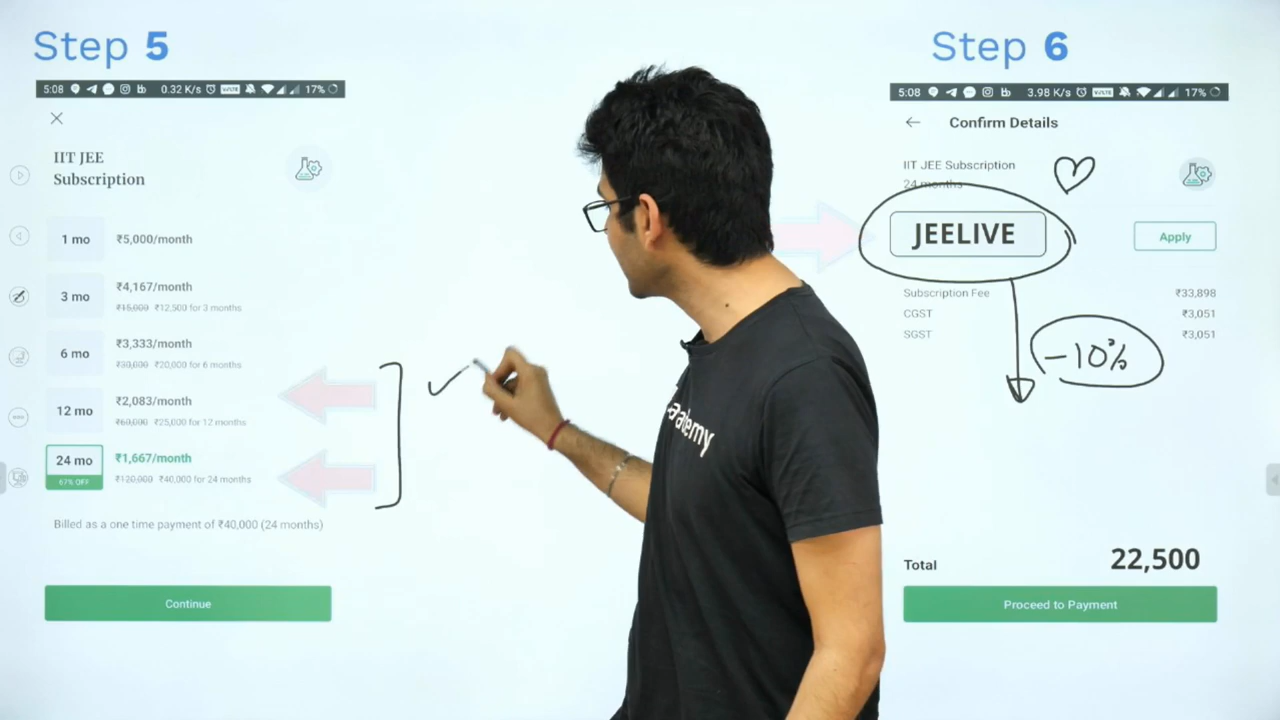 Step 5
5:08 0.32 K/s 17%
IIT JEE
Subscription
1 mo ₹5,000/month
3 mo ₹4,167/month
₹15,000 ₹12,500 for 3 months
6 mo ₹3,333/month
₹30,000 ₹20,000 for 6 months
12 mo ₹2,083/month
₹60,000 ₹25,000 for 12 months
24 mo ₹1,667/month
67% OFF ₹120,000 ₹40,000 for 24 months
Billed as a one time payment of ₹40,000 (24 months)
Continue
ademy
Step 6
5:08 3.98 K/s 17%
Confirm Details
IIT JEE Subscription
24 months
JEELIVE Apply
Subscription Fee ₹33,898
CGST ₹3,051
SGST ₹3,051
-10%
Total 22,500
Proceed to Payment